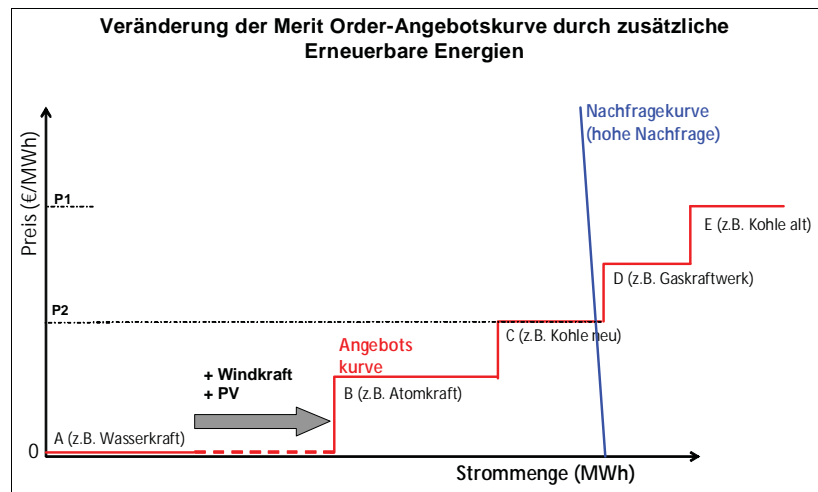 Veränderung der Merit Order-Angebotskurve durch zusätzliche
Erneuerbare Energien
Nachfragekurve
(hohe Nachfrage)
Preis (€/MWh)
P1
E (z.B. Kohle alt)
D (z.B. Gaskraftwerk)
P2
C (z.B. Kohle neu)
Angebots
kurve
+ Windkraft
+ PV
B (z.B. Atomkraft)
A (z.B. Wasserkraft)
0
Strommenge (MWh)